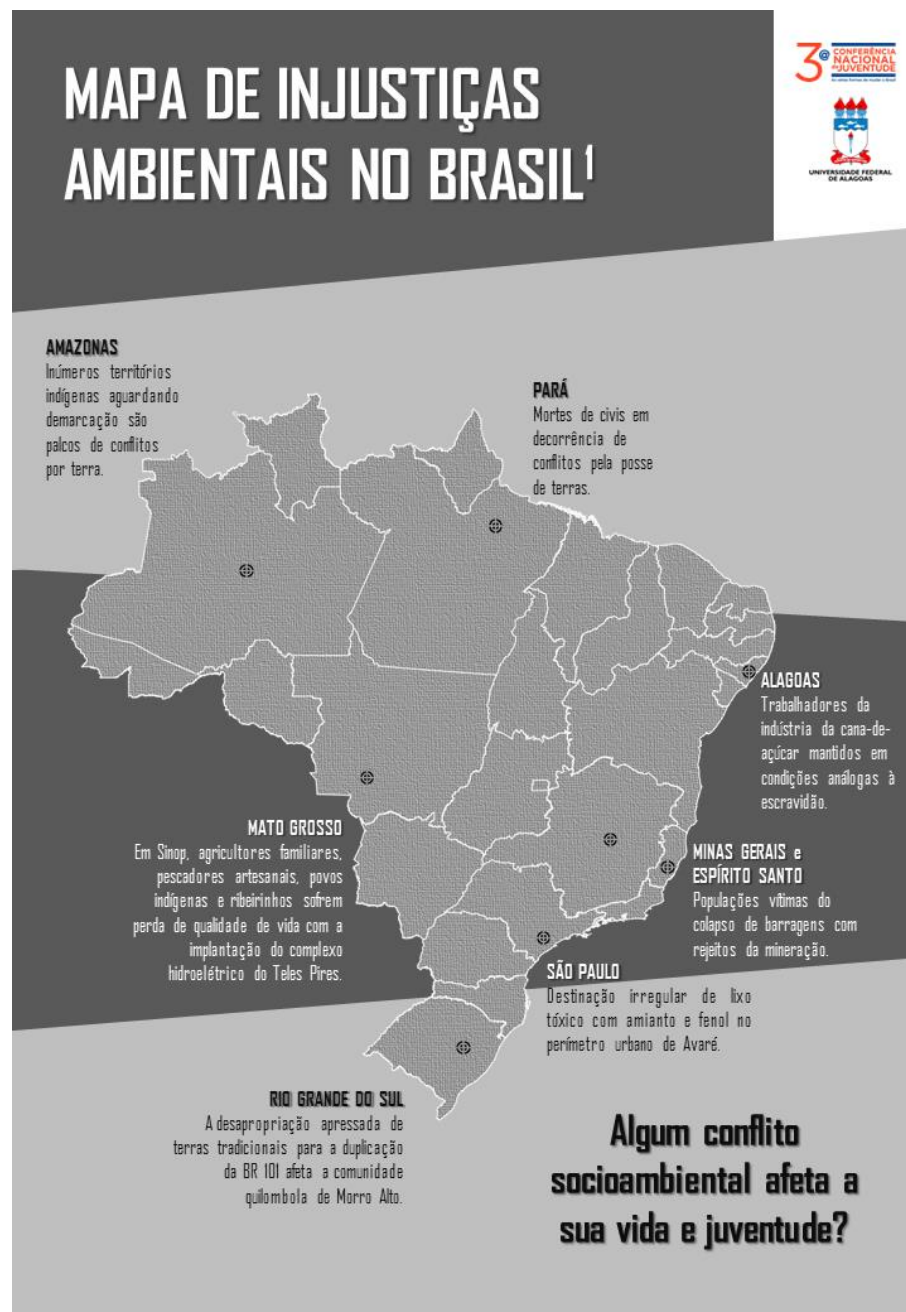 MAPA DE INJUSTIÇAS
AMBIENTAIS NO BRASIL¹
3ª CONFERÊNCIA
NACIONAL
DE JUVENTUDE
As várias formas de mudar o Brasil
UNIVERSIDADE FEDERAL
DE ALAGOAS
AMAZONAS
Inúmeros territórios
indígenas aguardando
demarcação são
palcos de conflitos
por terra.
PARÁ
Mortes de civis em
decorrência de
conflitos pela posse
de terras.
ALAGOAS
Trabalhadores da
indústria da cana-de-
açúcar mantidos em
condições análogas à
escravidão.
MATO GROSSO
Em Sinop, agricultores familiares,
pescadores artesanais, povos
indígenas e ribeirinhos sofrem
perda de qualidade de vida com a
implantação do complexo
hidroelétrico do Teles Pires.
MINAS GERAIS e
ESPÍRITO SANTO
Populações vítimas do
colapso de barragens com
rejeitos da mineração.
SÃO PAULO
Destinação irregular de lixo
tóxico com amianto e fenol no
perímetro urbano de Avaré.
RIO GRANDE DO SUL
A desapropriação apressada de
terras tradicionais para a duplicação
da BR 101 afeta a comunidade
quilombola de Morro Alto.
Algum conflito
socioambiental afeta a
sua vida e juventude?